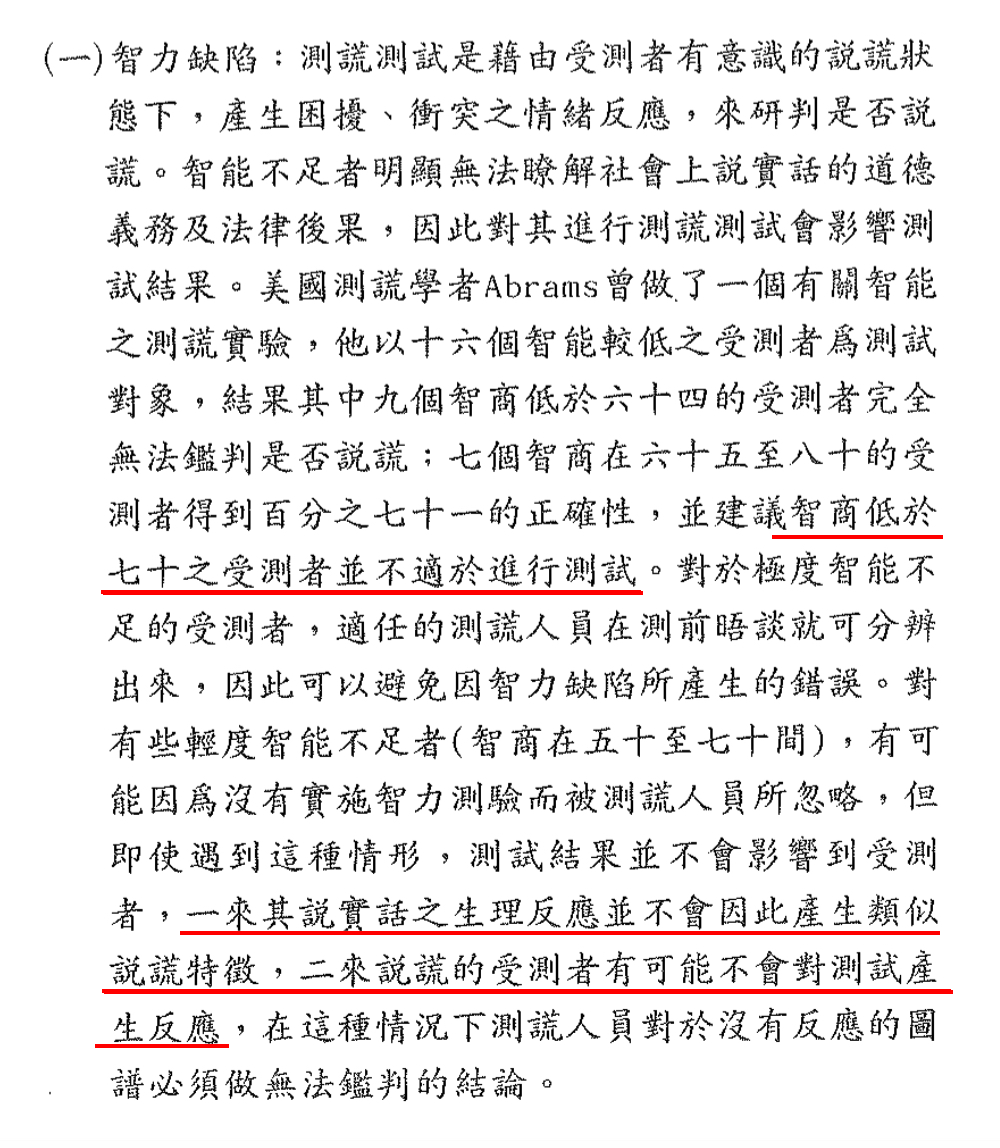 (一)智力缺陷：測謊測試是藉由受測者有意識的説謊狀
態下，產生困擾、衝突之情緒反應，來研判是否説
謊。智能不足者明顯無法瞭解社會上説實話的道德
義務及法律後果，因此對其進行測謊測試會影響測
試結果。美國測謊學者Abrams曾做了一個有關智能
之測謊實驗，他以十六個智能較低之受測者爲測試
對象，結果其中九個智商低於六十四的受測者完全
無法鑑判是否説謊；七個智商在六十五至八十的受
測者得到百分之七十一的正確性，並建議智商低於
七十之受測者並不適於進行測試。對於極度智能不
足的受測者，適任的測謊人員在測前晤談就可分辨
出來，因此可以避免因智力缺陷所產生的錯誤。對
有些輕度智能不足者(智商在五十至七十間)，有可
能因爲沒有實施智力測驗而被測謊人員所忽略，但
即使遇到這種情形，測試結果並不會影響到受測
者，一來其説實話之生理反應並不會因此產生類似
説謊特徵，二來説謊的受測者有可能不會對測試產
生反應，在這種情況下測謊人員對於沒有反應的圖
譜必須做無法鑑判的結論。